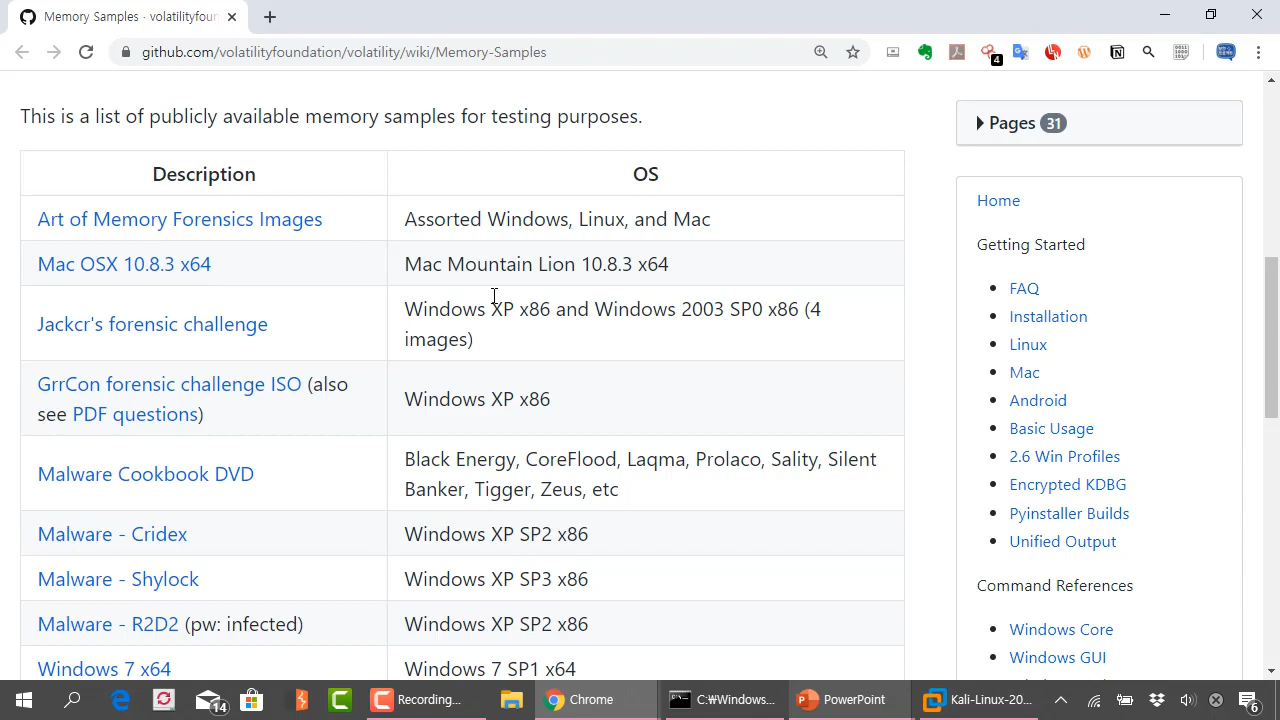 Memory Samples · volatilityfour
github.com/volatilityfoundation/volatility/wiki/Memory-Samples
4
This is a list of publicly available memory samples for testing purposes.
Description OS
Art of Memory Forensics Images Assorted Windows, Linux, and Mac
Mac OSX 10.8.3 x64 Mac Mountain Lion 10.8.3 x64
Jackcr's forensic challenge Windows XP x86 and Windows 2003 SP0 x86 (4
images)
GrrCon forensic challenge ISO (also
see PDF questions) Windows XP x86
Malware Cookbook DVD Black Energy, CoreFlood, Laqma, Prolaco, Sality, Silent
Banker, Tigger, Zeus, etc
Malware - Cridex Windows XP SP2 x86
Malware - Shylock Windows XP SP3 x86
Malware - R2D2 (pw: infected) Windows XP SP2 x86
Windows 7 x64 Windows 7 SP1 x64
Pages 31
Home
Getting Started
FAQ
Installation
Linux
Mac
Android
Basic Usage
2.6 Win Profiles
Encrypted KDBG
Pyinstaller Builds
Unified Output
Command References
Windows Core
Windows GUI
14 Recording... Chrome C:₩Windows... PowerPoint Kali-Linux-20... 6